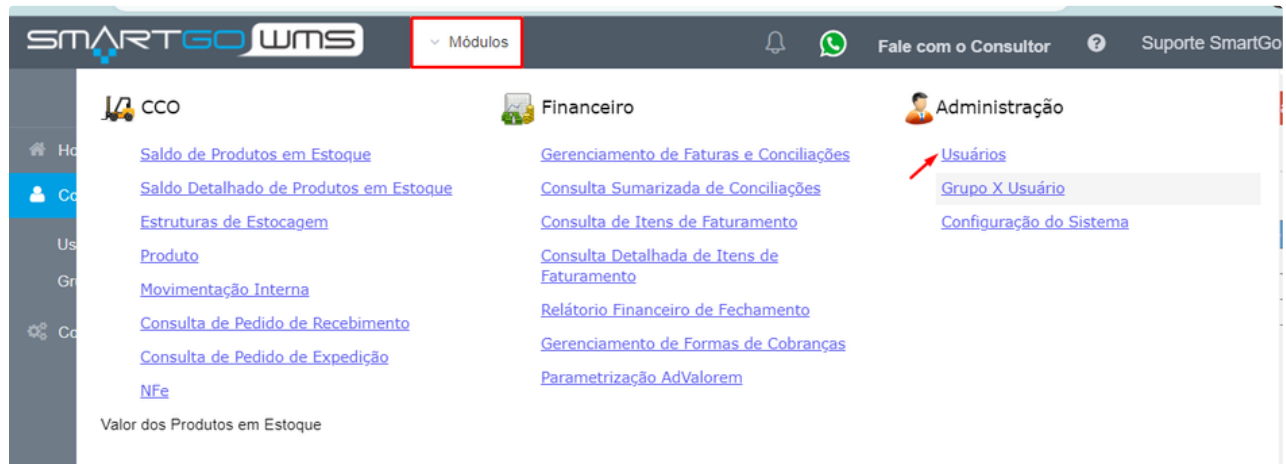 SMARTGO WMS
Módulos
Fale com o Consultor
Suporte SmartGo
CCO
Saldo de Produtos em Estoque
Saldo Detalhado de Produtos em Estoque
Estruturas de Estocagem
Produto
Movimentação Interna
Consulta de Pedido de Recebimento
Consulta de Pedido de Expedição
NFe
Valor dos Produtos em Estoque
Financeiro
Gerenciamento de Faturas e Conciliações
Consulta Sumarizada de Conciliações
Consulta de Itens de Faturamento
Consulta Detalhada de Itens de
Faturamento
Relátorio Financeiro de Fechamento
Gerenciamento de Formas de Cobranças
Parametrização AdValorem
Administração
Usuários
Grupo X Usuário
Configuração do Sistema